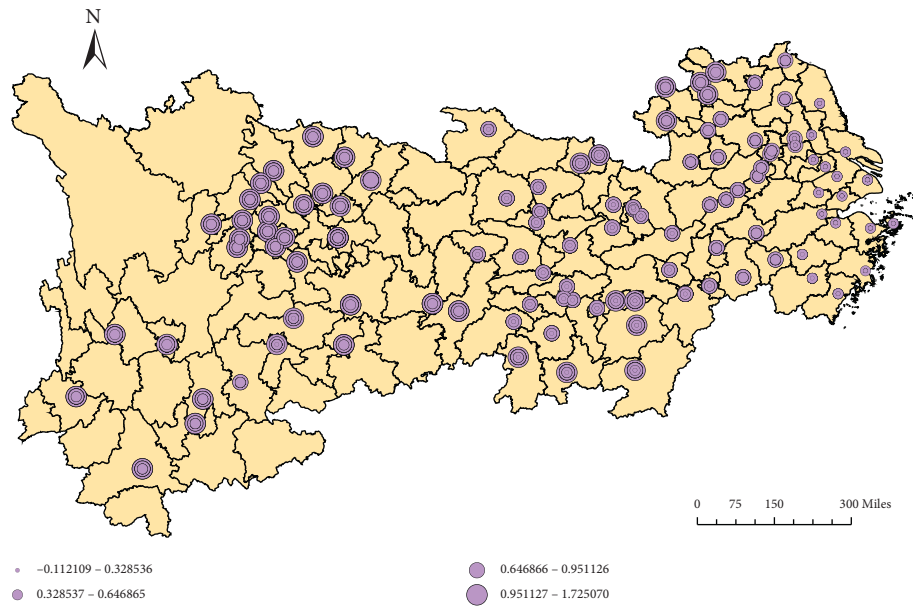 N
0 75 150 300 Miles
–0.112109 – 0.328536
0.328537 – 0.646865
0.646866 – 0.951126
0.951127 – 1.725070